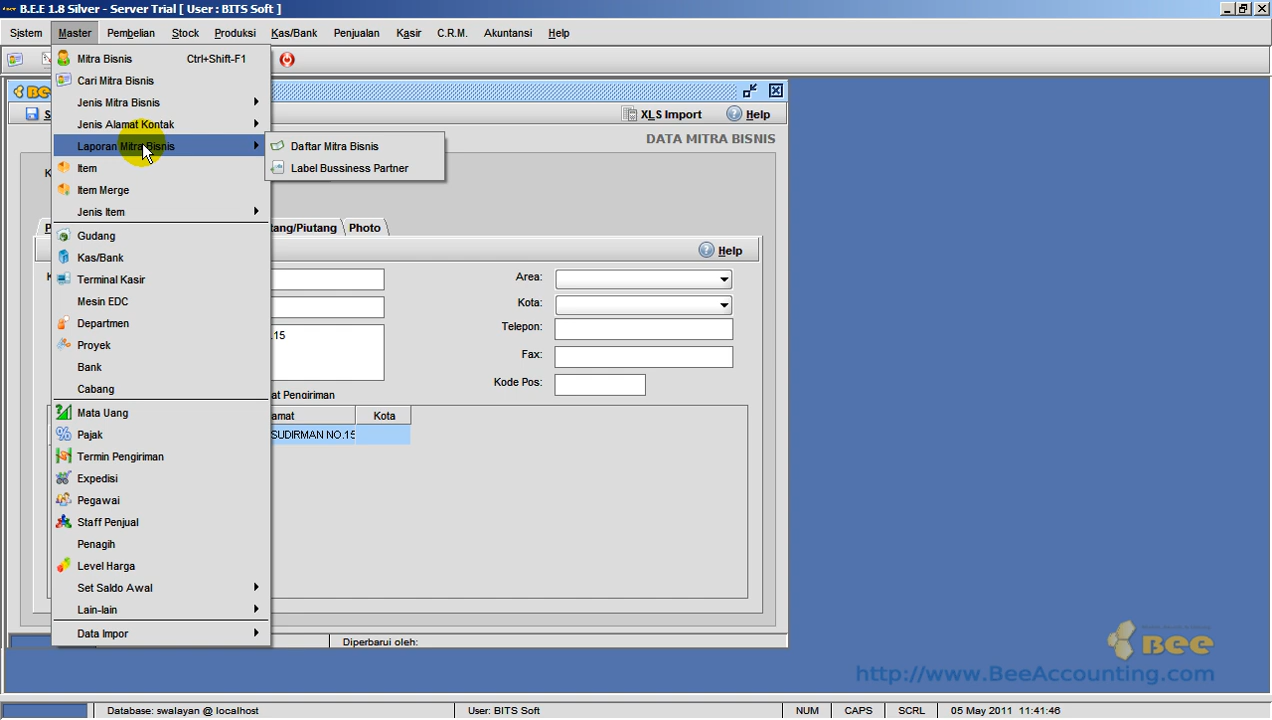 B.E.E 1.8 Silver - Server Trial [ User : BITS Soft ]
Sistem Master Pembelian Stock Produksi Kas/Bank Penjualan Kasir C.R.M. Akuntansi Help
Mitra Bisnis Ctrl+Shift-F1
Cari Mitra Bisnis
Jenis Mitra Bisnis
Jenis Alamat Kontak
Laporan Mitra Bisnis
Item
Item Merge
Jenis Item
Gudang
Kas/Bank
Terminal Kasir
Mesin EDC
Departmen
Proyek
Bank
Cabang
Mata Uang
Pajak
Termin Pengiriman
Expedisi
Pegawai
Staff Penjual
Penagih
Level Harga
Set Saldo Awal
Lain-lain
Data Impor
Daftar Mitra Bisnis
Label Bussiness Partner
Bee
XLS Import Help
DATA MITRA BISNIS
tang/Piutang Photo
Help
Area:
Kota:
Telepon:
Fax:
Kode Pos:
.15
at Pengiriman
amat Kota
SUDIRMAN NO.15
Diperbarui oleh:
Bee
http://www.BeeAccounting.com
Database: swalayan @ localhost User: BITS Soft NUM CAPS SCRL 05 May 2011 11:41:46